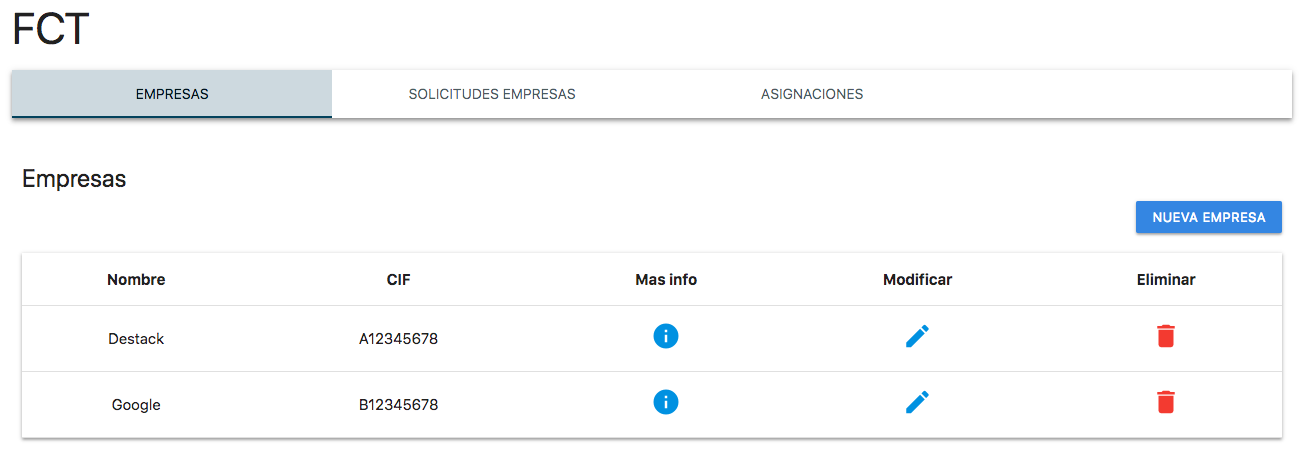 FCT
EMPRESAS SOLICITUDES EMPRESAS ASIGNACIONES
Empresas
NUEVA EMPRESA
Nombre CIF Mas info Modificar Eliminar
Destack A12345678
Google B12345678